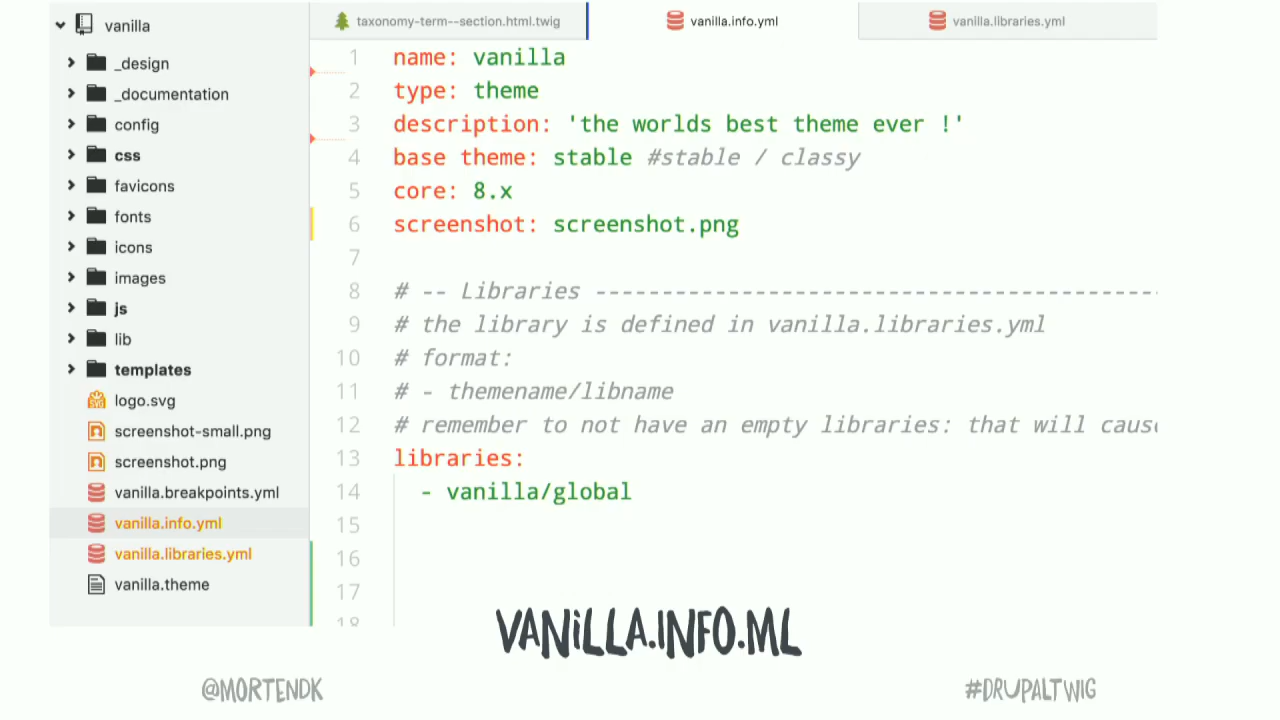 vanilla
_design
_documentation
config
css
favicons
fonts
icons
images
js
lib
templates
logo.svg
screenshot-small.png
screenshot.png
vanilla.breakpoints.yml
vanilla.info.yml
vanilla.libraries.yml
vanilla.theme
taxonomy-term--section.html.twig
vanilla.info.yml
vanilla.libraries.yml
1 name: vanilla
2 type: theme
3 description: 'the worlds best theme ever !'
4 base theme: stable #stable / classy
5 core: 8.x
6 screenshot: screenshot.png
7
8 # -- Libraries ------------------------------------------
9 # the library is defined in vanilla.libraries.yml
10 # format:
11 # - themename/libname
12 # remember to not have an empty libraries: that will cause
13 libraries:
14 - vanilla/global
15
16
17
18
VANILLA.INFO.ML
@MORTENDK
#DRUPALTWIG